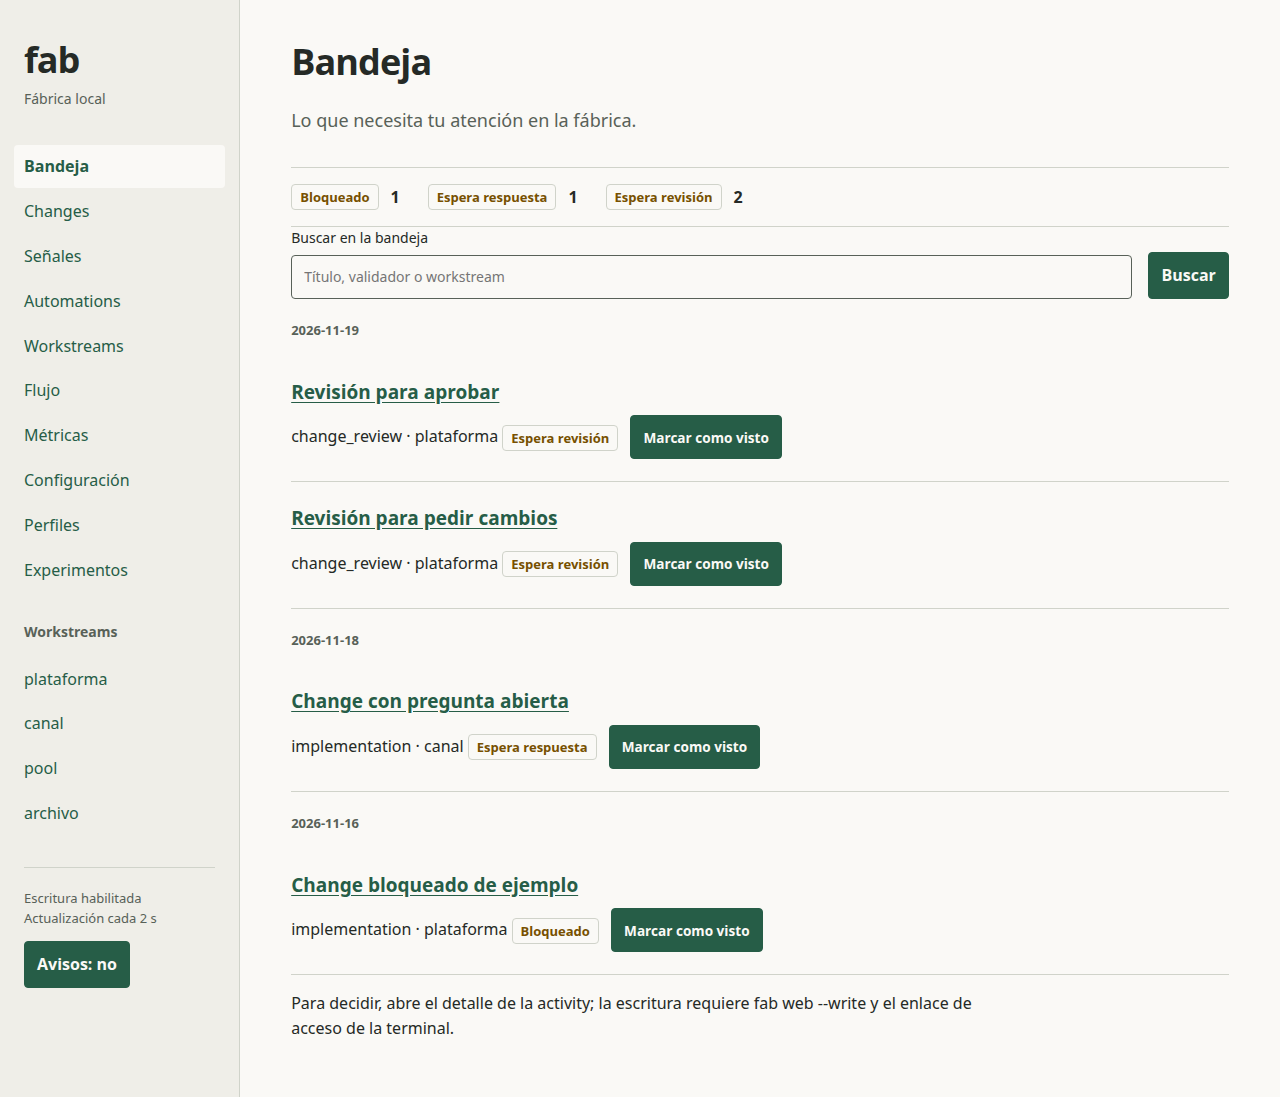 fab
Fábrica local
Bandeja
Changes
Señales
Automations
Workstreams
Flujo
Métricas
Configuración
Perfiles
Experimentos
Workstreams
plataforma
canal
pool
archivo
Escritura habilitada
Actualización cada 2 s
Avisos: no
Bandeja
Lo que necesita tu atención en la fábrica.
Bloqueado 1 Espera respuesta 1 Espera revisión 2
Buscar en la bandeja
Título, validador o workstream Buscar
2026-11-19
Revisión para aprobar
change_review · plataforma Espera revisión Marcar como visto
Revisión para pedir cambios
change_review · plataforma Espera revisión Marcar como visto
2026-11-18
Change con pregunta abierta
implementation · canal Espera respuesta Marcar como visto
2026-11-16
Change bloqueado de ejemplo
implementation · plataforma Bloqueado Marcar como visto
Para decidir, abre el detalle de la activity; la escritura requiere fab web --write y el enlace de
acceso de la terminal.